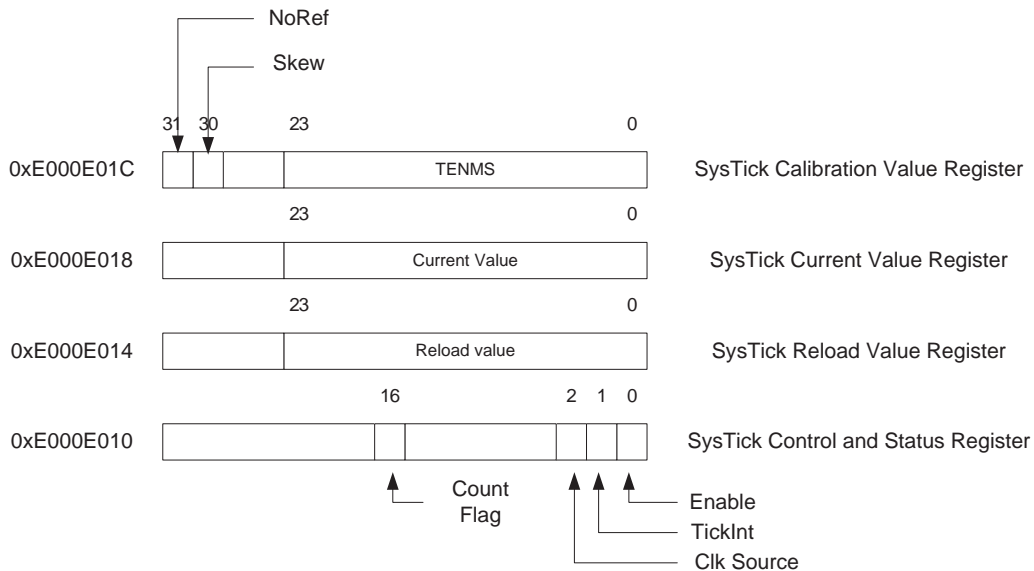 NoRef
Skew
31 30 23 0
0xE000E01C TENMS SysTick Calibration Value Register
23 0
0xE000E018 Current Value SysTick Current Value Register
23 0
0xE000E014 Reload value SysTick Reload Value Register
16 2 1 0
0xE000E010 SysTick Control and Status Register
Count
Flag
Enable
TickInt
Clk Source